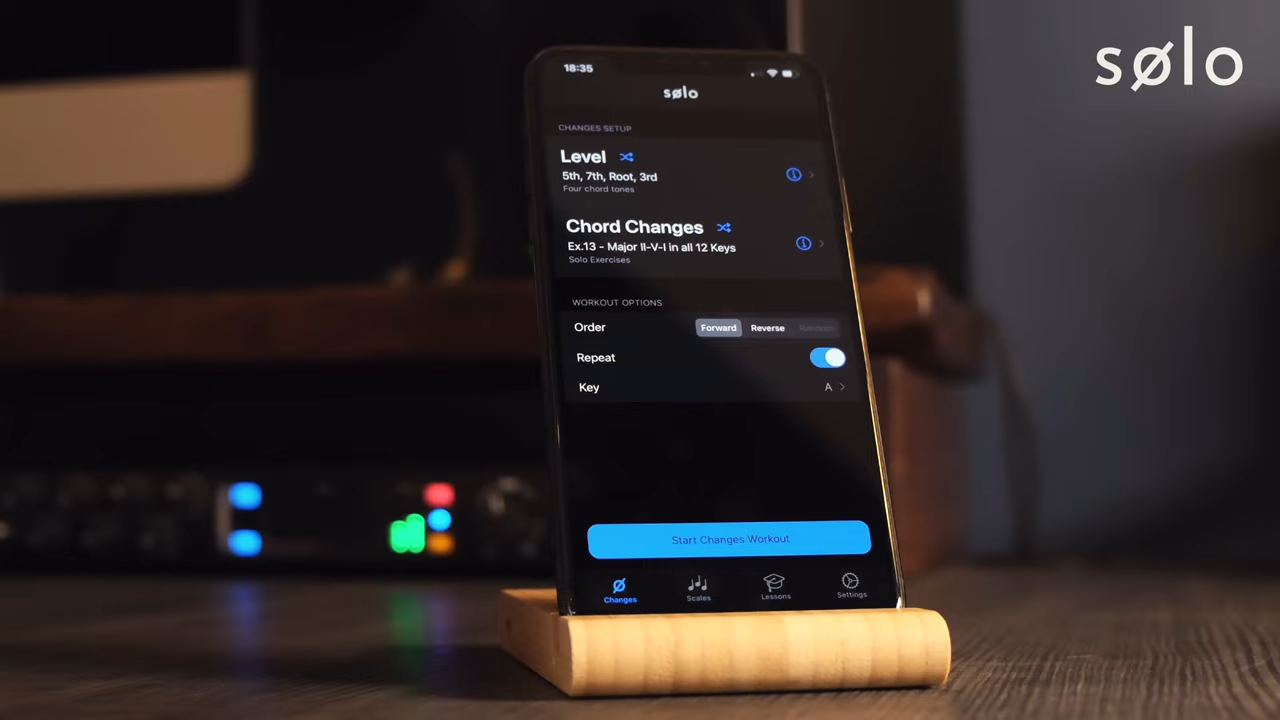 sølo
18:35
sølo
CHANGES SETUP
Level
5th, 7th, Root, 3rd
Four chord tones
Chord Changes
Ex.13 - Major II-V-I in all 12 Keys
Solo Exercises
WORKOUT OPTIONS
Order Forward Reverse Random
Repeat
Key A
Start Changes Workout
Changes Scales Lessons Settings